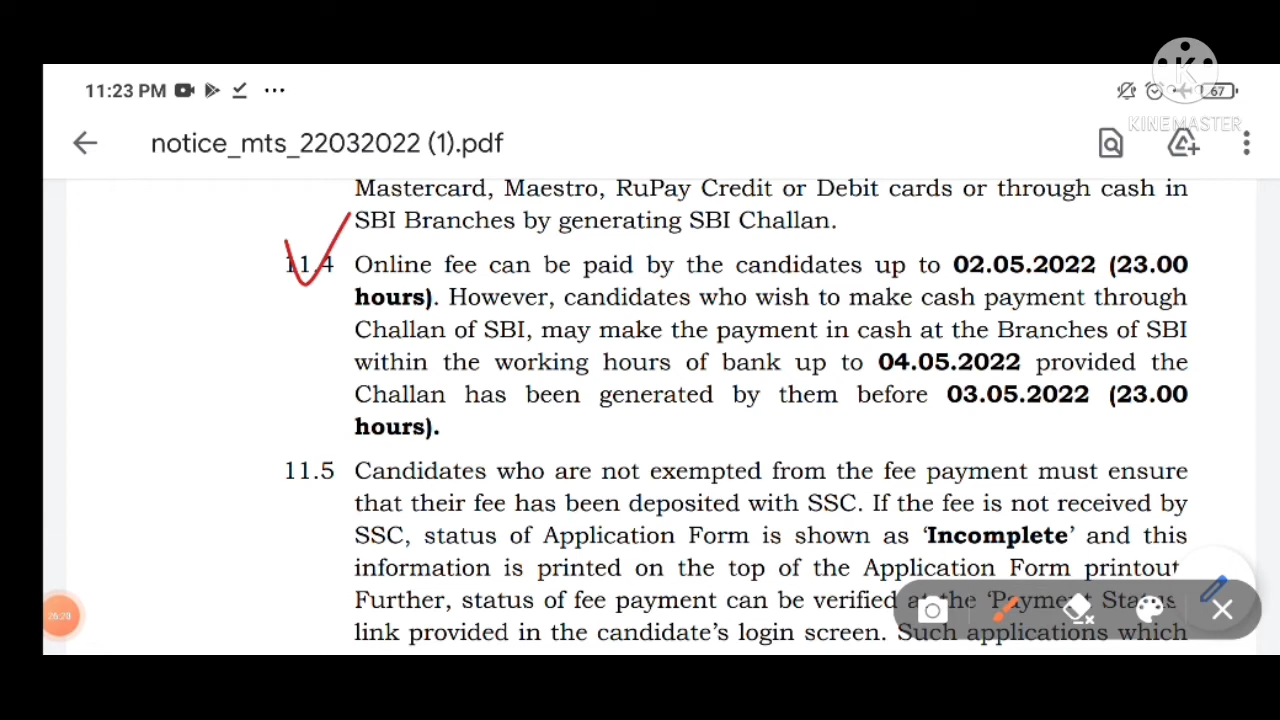 11:23 PM
67
K
KINEMASTER
notice_mts_22032022 (1).pdf
Mastercard, Maestro, RuPay Credit or Debit cards or through cash in
SBI Branches by generating SBI Challan.
11.4 Online fee can be paid by the candidates up to 02.05.2022 (23.00
hours). However, candidates who wish to make cash payment through
Challan of SBI, may make the payment in cash at the Branches of SBI
within the working hours of bank up to 04.05.2022 provided the
Challan has been generated by them before 03.05.2022 (23.00
hours).
11.5 Candidates who are not exempted from the fee payment must ensure
that their fee has been deposited with SSC. If the fee is not received by
SSC, status of Application Form is shown as ‘Incomplete’ and this
information is printed on the top of the Application Form printout
Further, status of fee payment can be verified at the ‘Payment Status
link provided in the candidate’s login screen. Such applications which
26:20